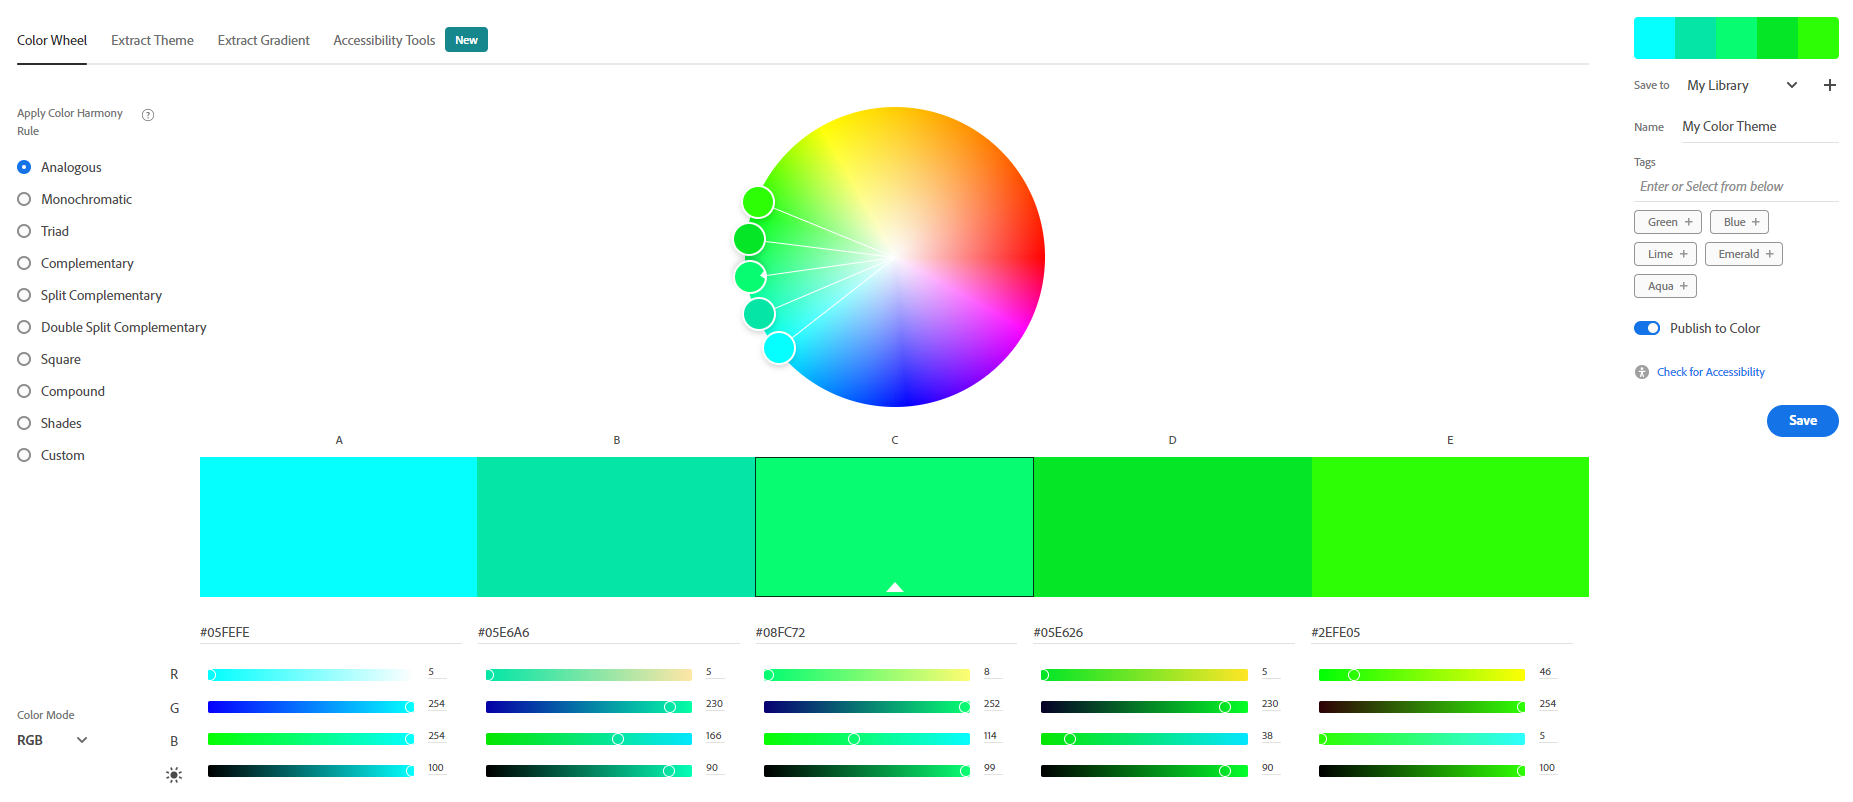 Color Wheel Extract Theme Extract Gradient Accessibility Tools New
Apply Color Harmony
Rule
?
Analogous
Monochromatic
Triad
Complementary
Split Complementary
Double Split Complementary
Square
Compound
Shades
Custom
Color Mode
RGB
A B C D E
#05FEFE #05E6A6 #08FC72 #05E626 #2EFE05
R 5 5 8 5 46
G 254 230 252 230 254
B 254 166 114 38 5
100 90 99 90 100
Save to My Library +
Name My Color Theme
Tags
Enter or Select from below
Green + Blue +
Lime + Emerald +
Aqua +
Publish to Color
Check for Accessibility
Save